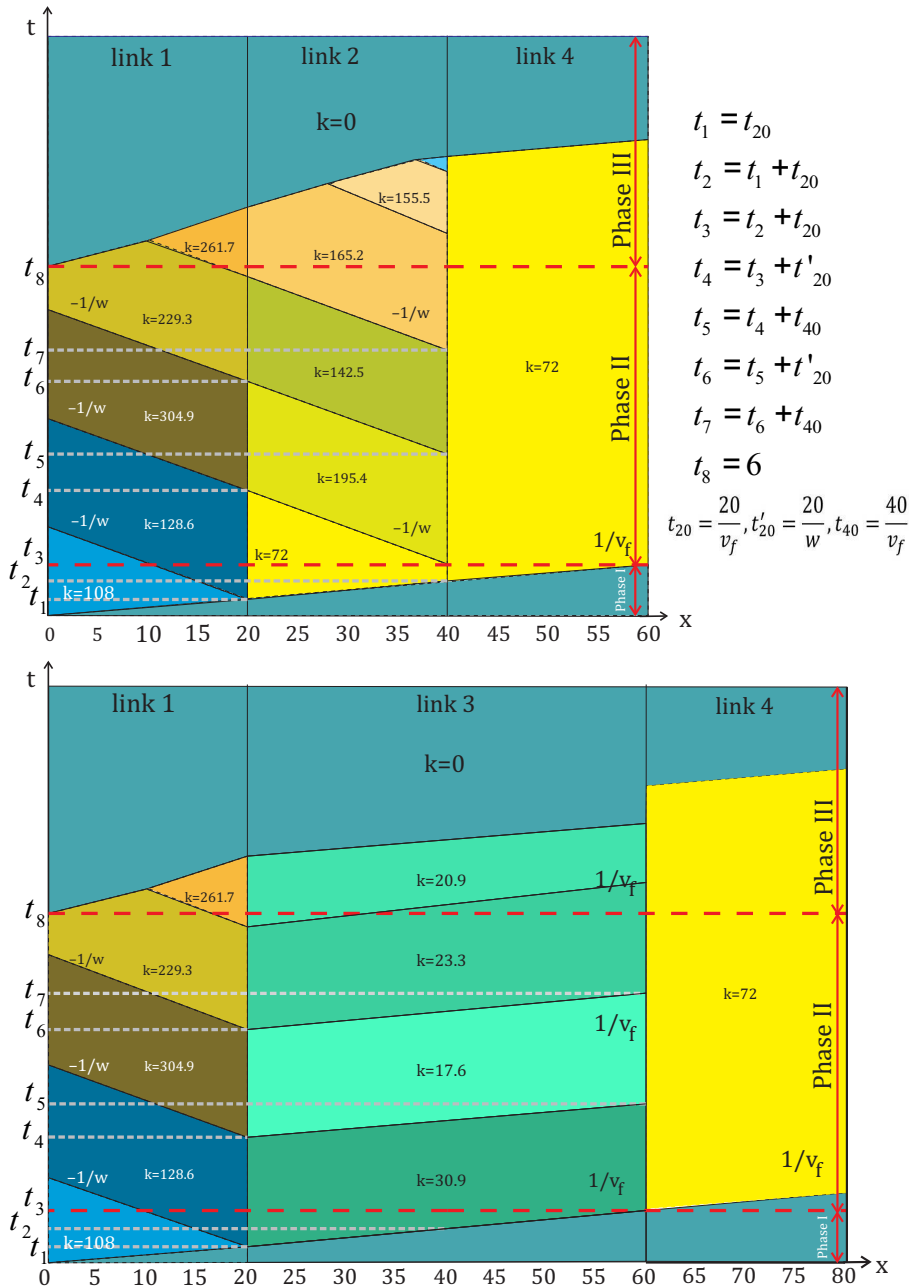 t
link 1
link 2
link 4
k=0
Phase III
k=155.5
k=261.7
k=165.2
t8
−1/w
k=229.3
−1/w
t7
k=142.5
k=72
t6
Phase II
−1/w
k=304.9
t5
k=195.4
t4
−1/w
k=128.6
−1/w
t3
k=72
1/vf
t2
k=108
Phase I
t1
0 5 10 15 20 25 30 35 40 45 50 55 60 x
t1 = t20
t2 = t1 + t20
t3 = t2 + t20
t4 = t3 + t'20
t5 = t4 + t40
t6 = t5 + t'20
t7 = t6 + t40
t8 = 6
t20 = 20/vf, t′20 = 20/w, t40 = 40/vf
t
link 1
link 3
link 4
k=0
Phase III
k=20.9
1/vf
k=261.7
t8
−1/w
k=229.3
k=23.3
t7
k=72
t6
1/vf
Phase II
−1/w
k=304.9
k=17.6
t5
t4
−1/w
k=128.6
k=30.9
1/vf
1/vf
t3
t2
k=108
Phase I
t1
0 5 10 15 20 25 30 35 40 45 50 55 60 65 70 75 80 x